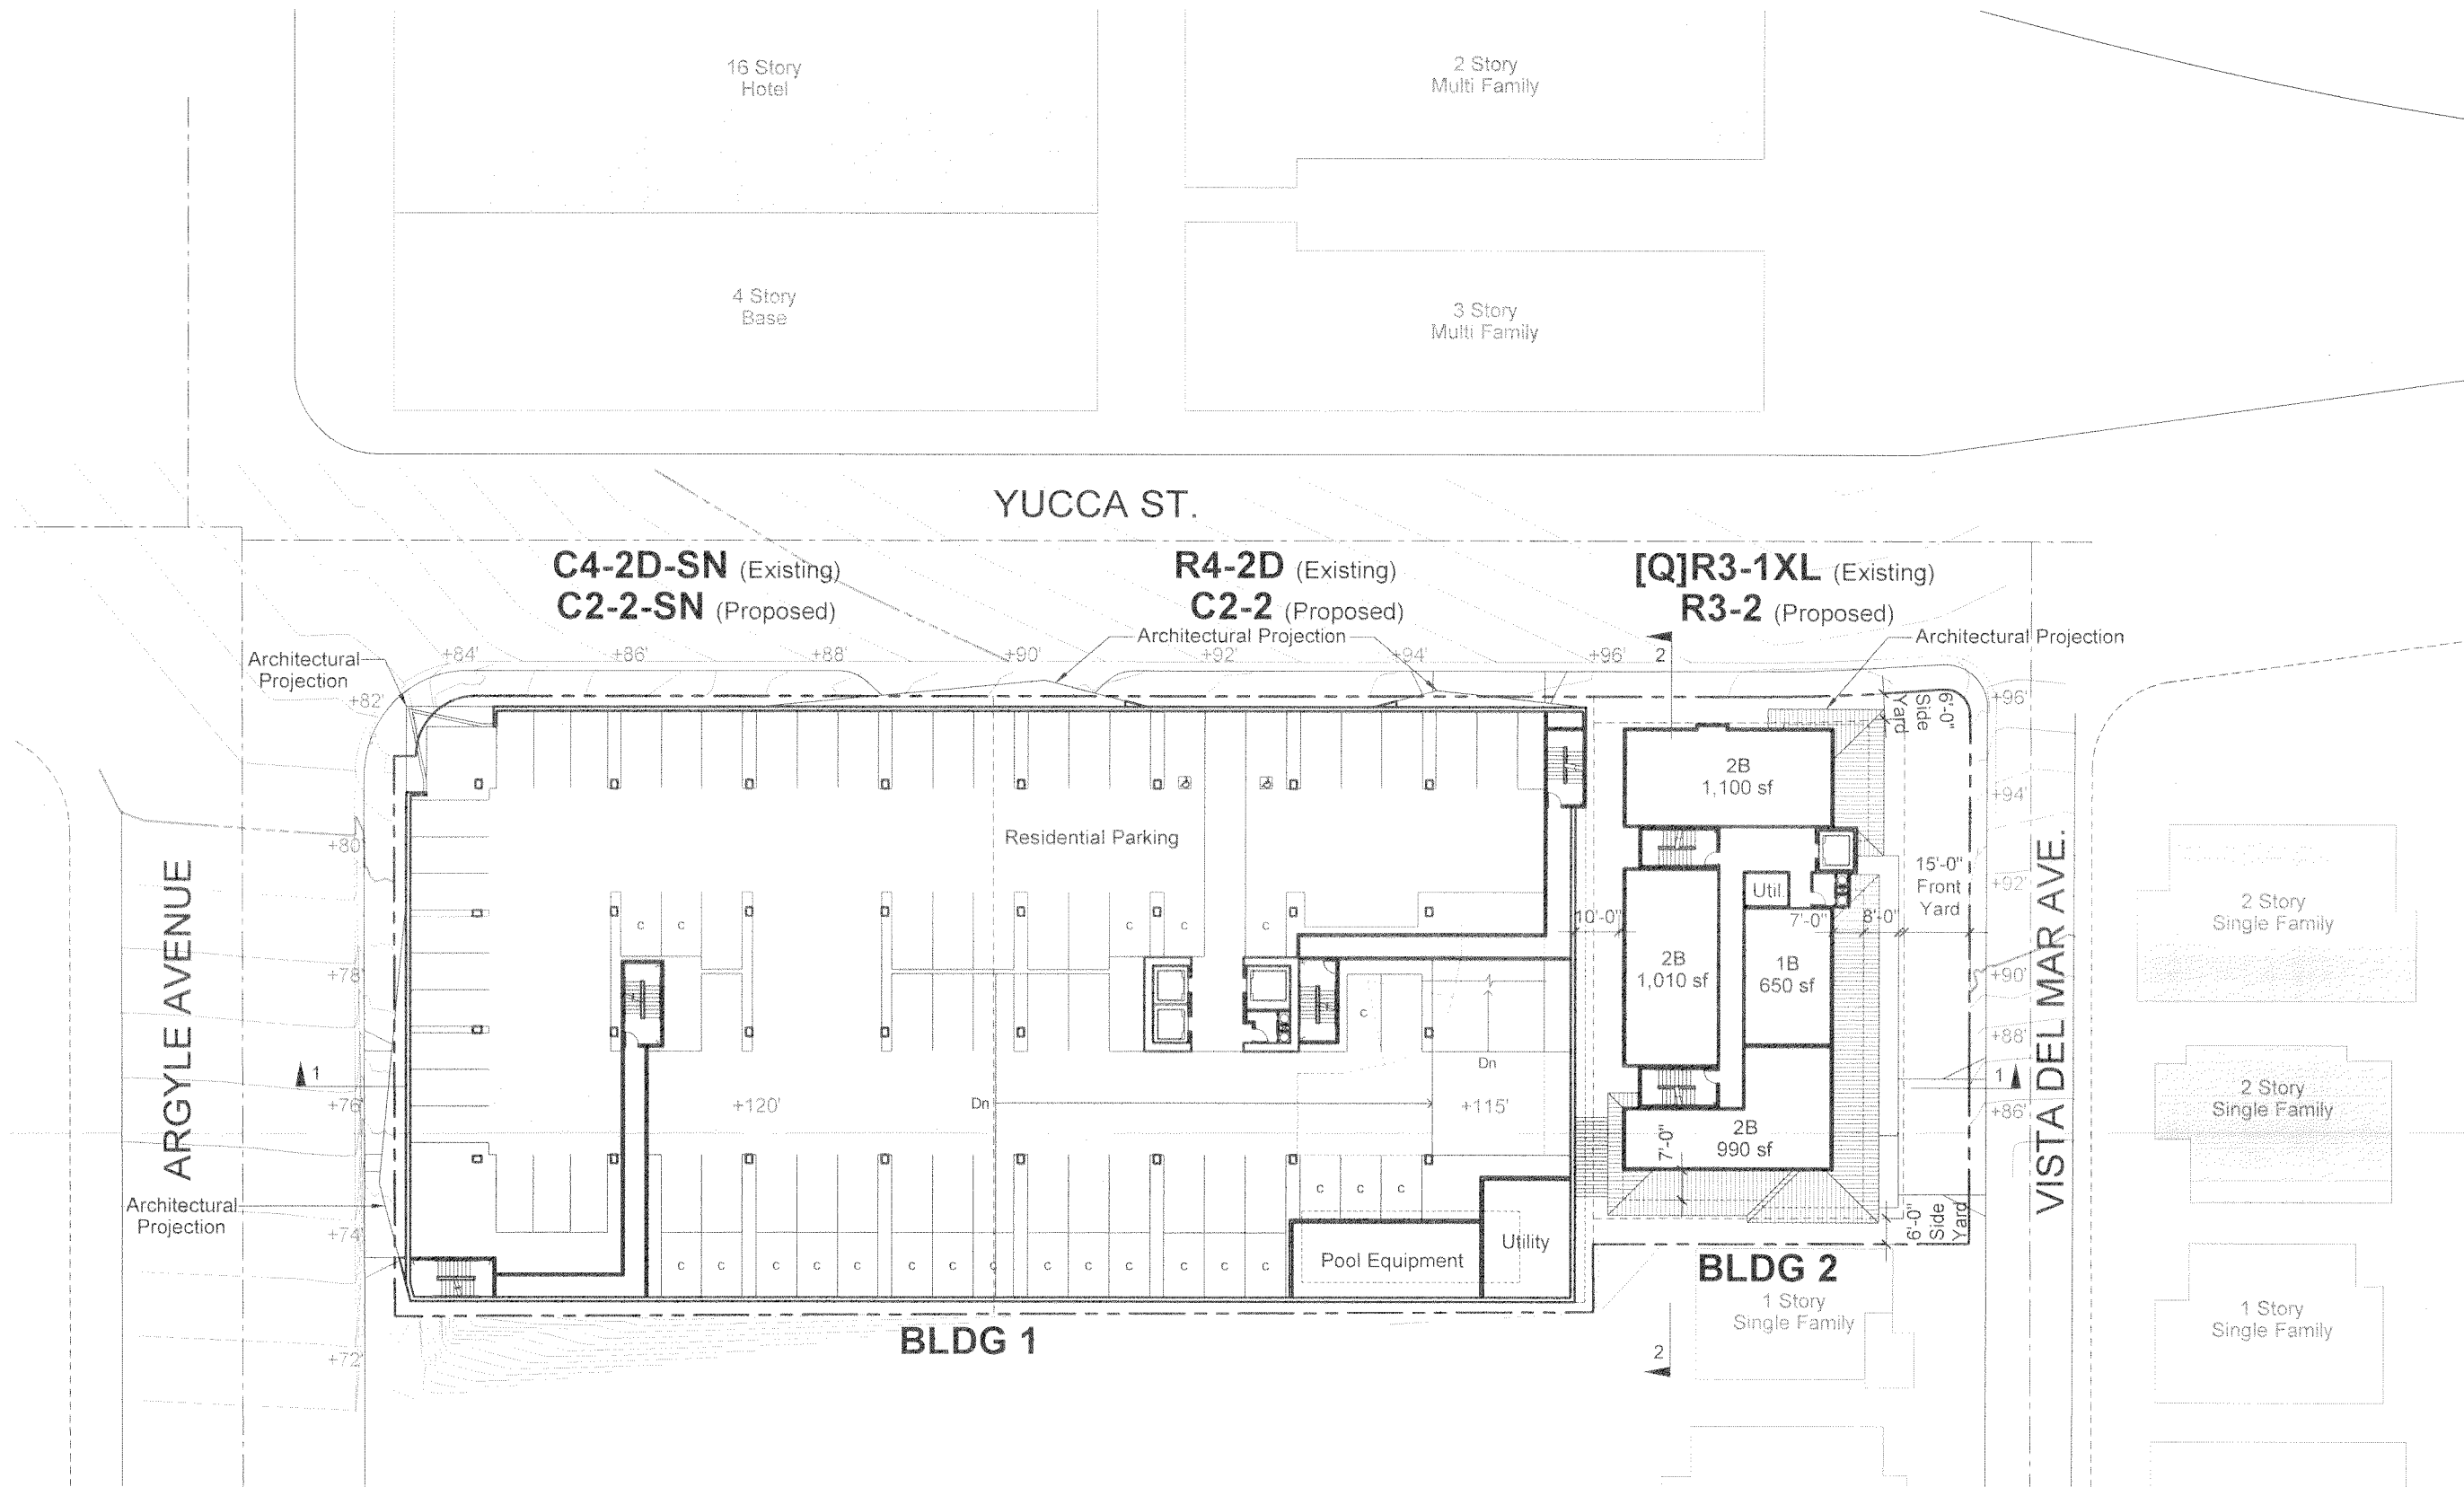 16 Story
Hotel
2 Story
Multi Family
4 Story
Base
3 Story
Multi Family
YUCCA ST.
C4-2D-SN (Existing)
C2-2-SN (Proposed)
R4-2D (Existing)
C2-2 (Proposed)
[Q]R3-1XL (Existing)
R3-2 (Proposed)
Architectural Projection
Architectural Projection
Architectural
Projection
+84'
+86'
+88'
+90'
+92'
+94'
+96'
2
+82'
+96'
6'-0"
Side
Yard
2B
1,100 sf
+94'
Residential Parking
+80'
ARGYLE AVENUE
VISTA DEL MAR AVE.
15'-0"
Front
Yard
+92'
Util.
7'-0"
8'-0"
10'-0"
2 Story
Single Family
c
c
c
c
c
2B
1,010 sf
1B
650 sf
+78'
+90'
c
+88'
Dn
1
1
+76'
+120'
Dn
+115'
+86'
2 Story
Single Family
2B
990 sf
7'-0"
c
c
c
Architectural
Projection
+74'
6'-0"
Side
Yard
Pool Equipment
Utility
c
c
c
c
c
c
c
c
c
c
c
c
c
c
BLDG 2
1 Story
Single Family
1 Story
Single Family
BLDG 1
+72'
2